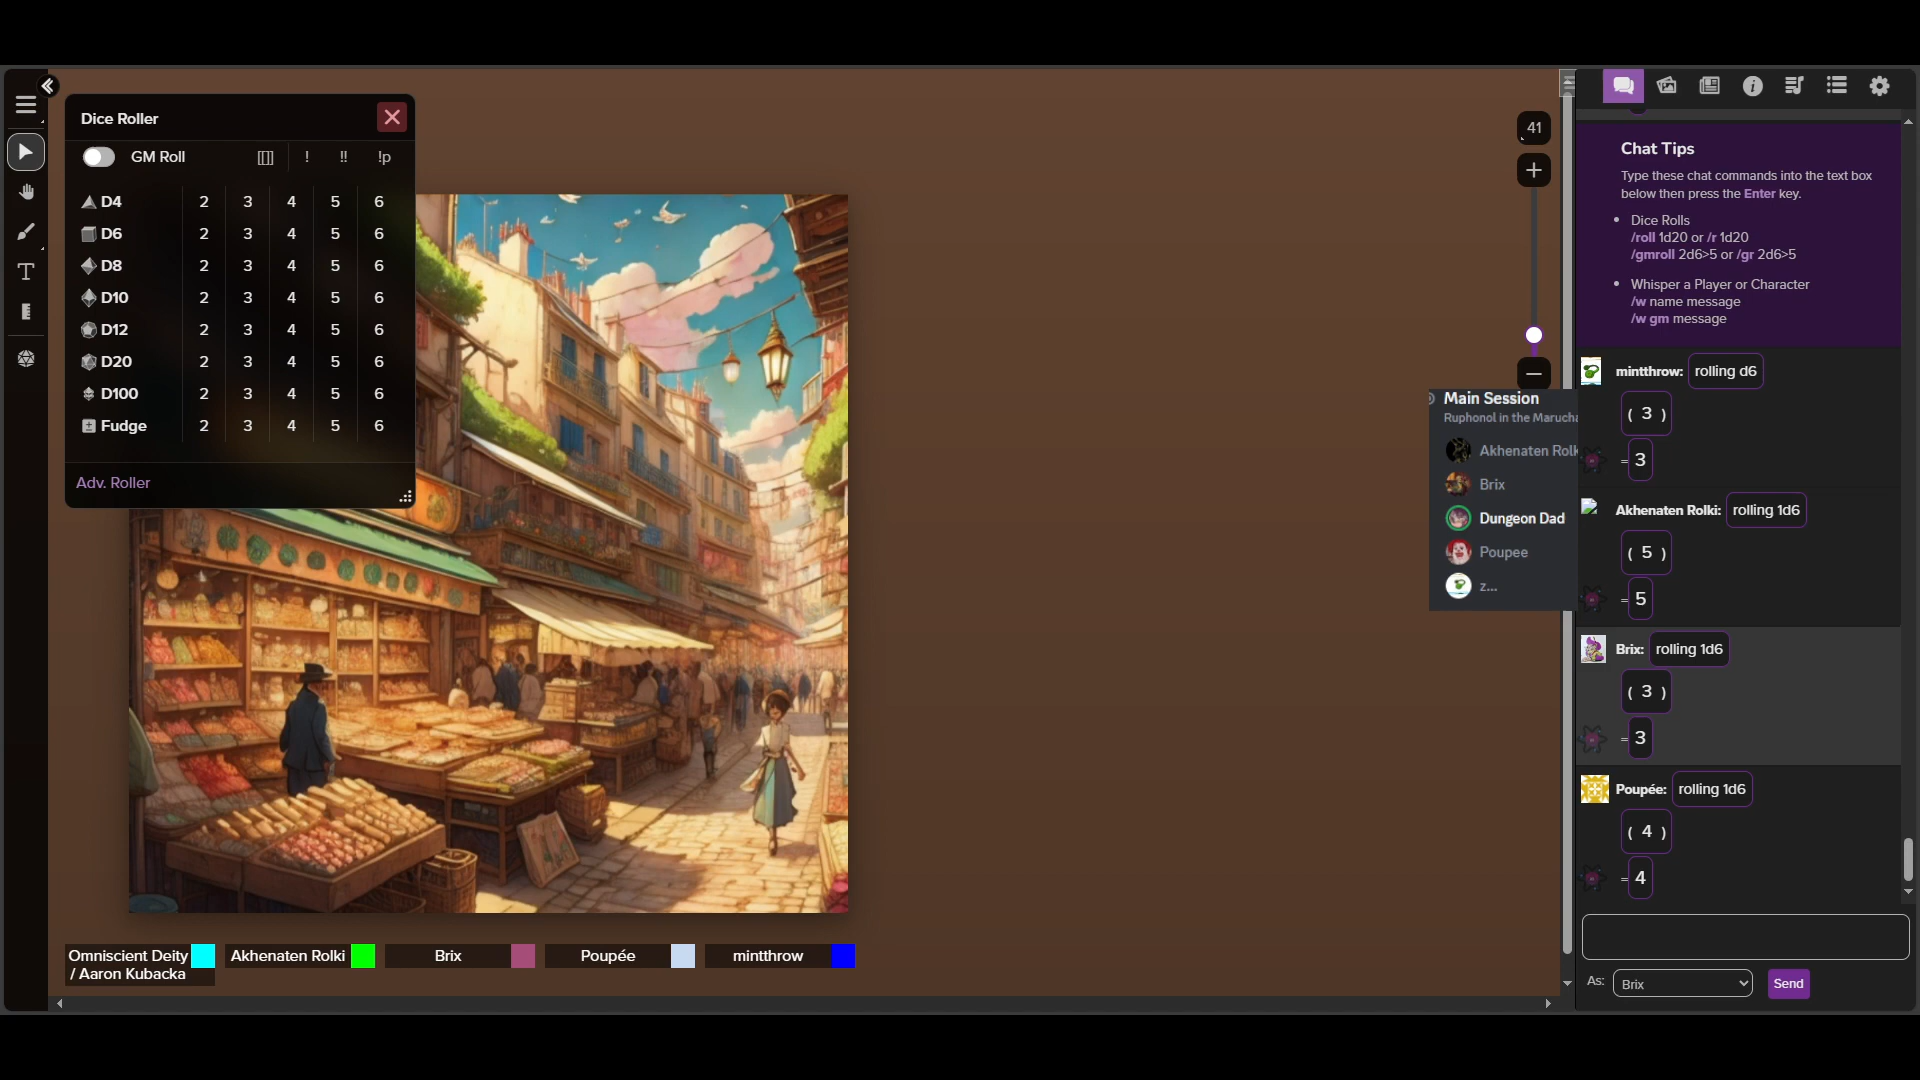 Dice Roller
GM Roll [[]] ! !! !p
D4 2 3 4 5 6
D6 2 3 4 5 6
D8 2 3 4 5 6
D10 2 3 4 5 6
D12 2 3 4 5 6
D20 2 3 4 5 6
D100 2 3 4 5 6
Fudge 2 3 4 5 6
Adv. Roller
41
Main Session
Ruphonol in the Marucha
Akhenaten Rolk
Brix
Dungeon Dad
Poupee
z...
Chat Tips
Type these chat commands into the text box
below then press the Enter key.
• Dice Rolls
/roll 1d20 or /r 1d20
/gmroll 2d6>5 or /gr 2d6>5
• Whisper a Player or Character
/w name message
/w gm message
mintthrow: rolling d6
( 3 )
=3
Akhenaten Rolki: rolling 1d6
( 5 )
=5
Brix: rolling 1d6
( 3 )
=3
Poupée: rolling 1d6
( 4 )
=4
As: Brix Send
Omniscient Deity
/ Aaron Kubacka
Akhenaten Rolki
Brix
Poupée
mintthrow